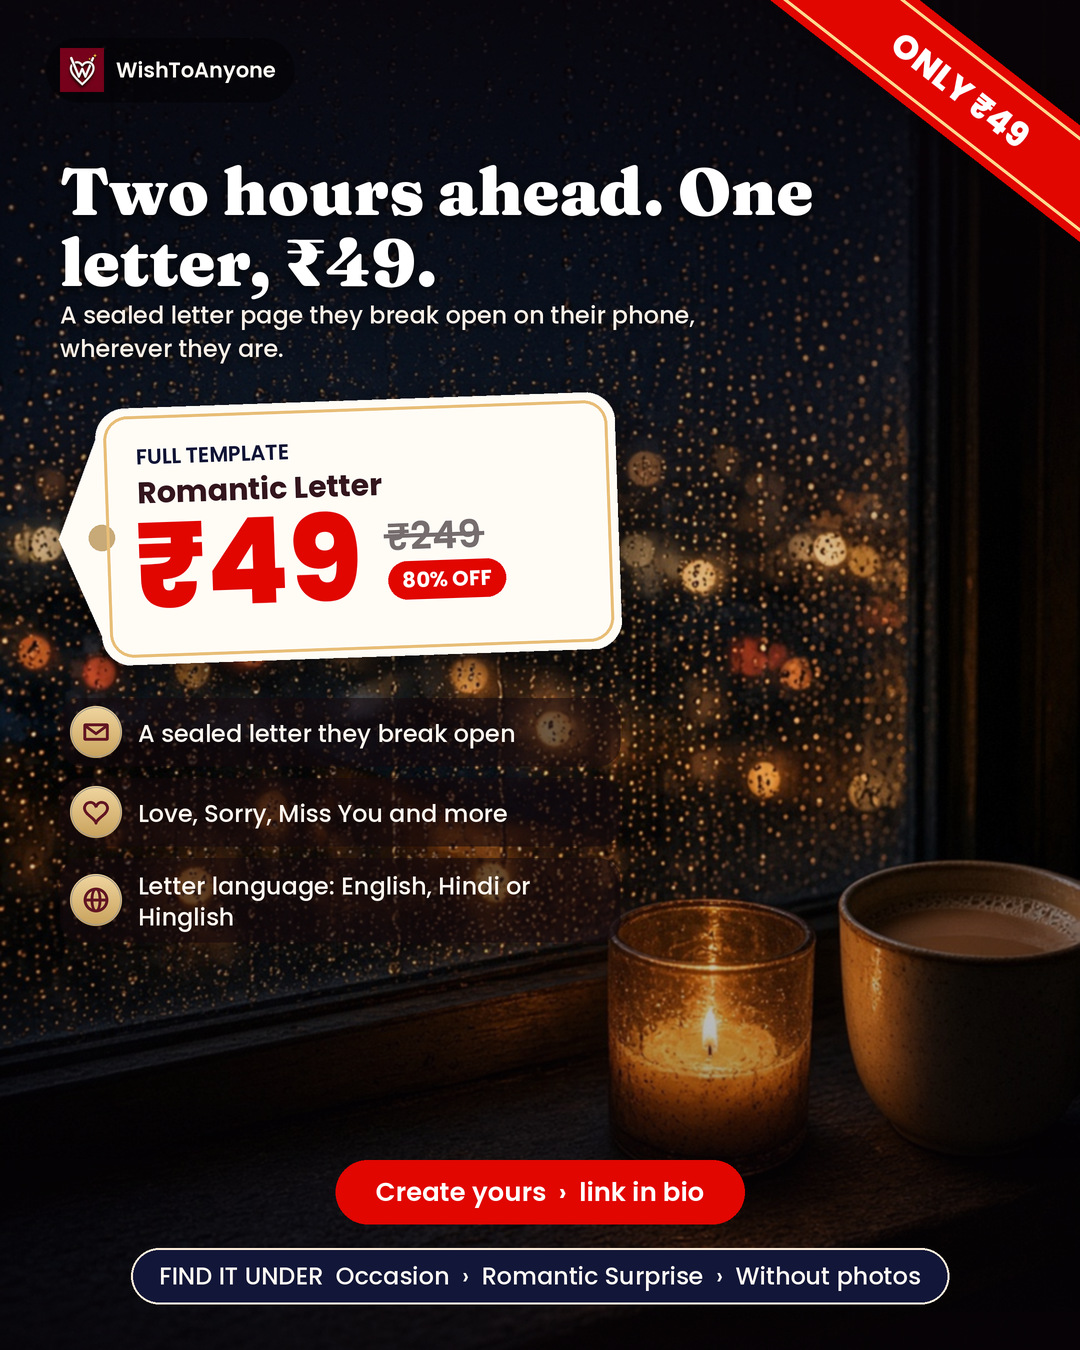 WishToAnyone
ONLY ₹49
Two hours ahead. One
letter, ₹49.
A sealed letter page they break open on their phone,
wherever they are.
FULL TEMPLATE
Romantic Letter
₹49
₹249
80% OFF
A sealed letter they break open
Love, Sorry, Miss You and more
Letter language: English, Hindi or
Hinglish
Create yours › link in bio
FIND IT UNDER Occasion › Romantic Surprise › Without photos